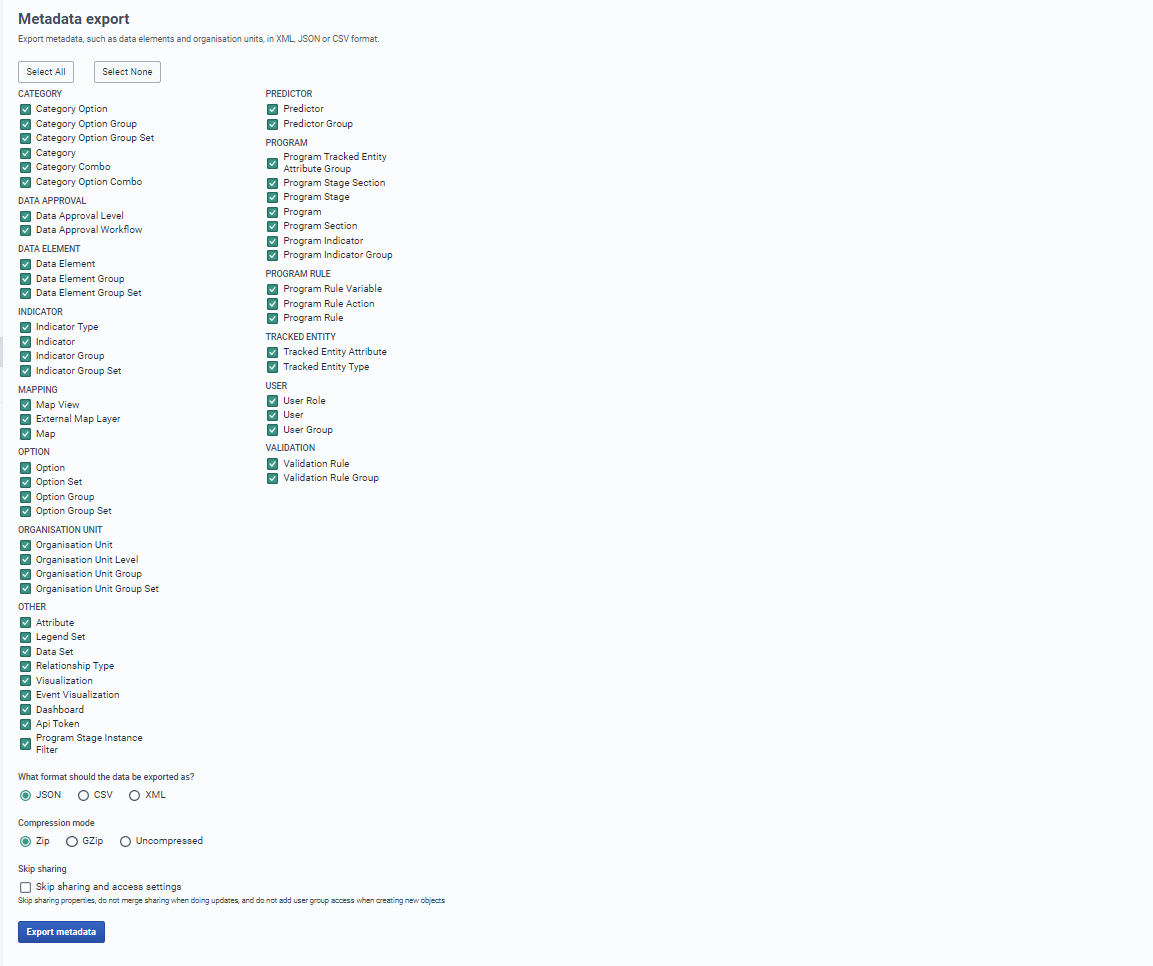 Metadata export
Export metadata, such as data elements and organisation units, in XML, JSON or CSV format.
Select All
Select None
CATEGORY
Category Option
Category Option Group
Category Option Group Set
Category
Category Combo
Category Option Combo
DATA APPROVAL
Data Approval Level
Data Approval Workflow
DATA ELEMENT
Data Element
Data Element Group
Data Element Group Set
INDICATOR
Indicator Type
Indicator
Indicator Group
Indicator Group Set
MAPPING
Map View
External Map Layer
Map
OPTION
Option
Option Set
Option Group
Option Group Set
ORGANISATION UNIT
Organisation Unit
Organisation Unit Level
Organisation Unit Group
Organisation Unit Group Set
OTHER
Attribute
Legend Set
Data Set
Relationship Type
Visualization
Event Visualization
Dashboard
Api Token
Program Stage Instance
Filter
PREDICTOR
Predictor
Predictor Group
PROGRAM
Program Tracked Entity
Attribute Group
Program Stage Section
Program Stage
Program
Program Section
Program Indicator
Program Indicator Group
PROGRAM RULE
Program Rule Variable
Program Rule Action
Program Rule
TRACKED ENTITY
Tracked Entity Attribute
Tracked Entity Type
USER
User Role
User
User Group
VALIDATION
Validation Rule
Validation Rule Group
What format should the data be exported as?
JSON CSV XML
Compression mode
Zip GZip Uncompressed
Skip sharing
Skip sharing and access settings
Skip sharing properties, do not merge sharing when doing updates, and do not add user group access when creating new objects
Export metadata